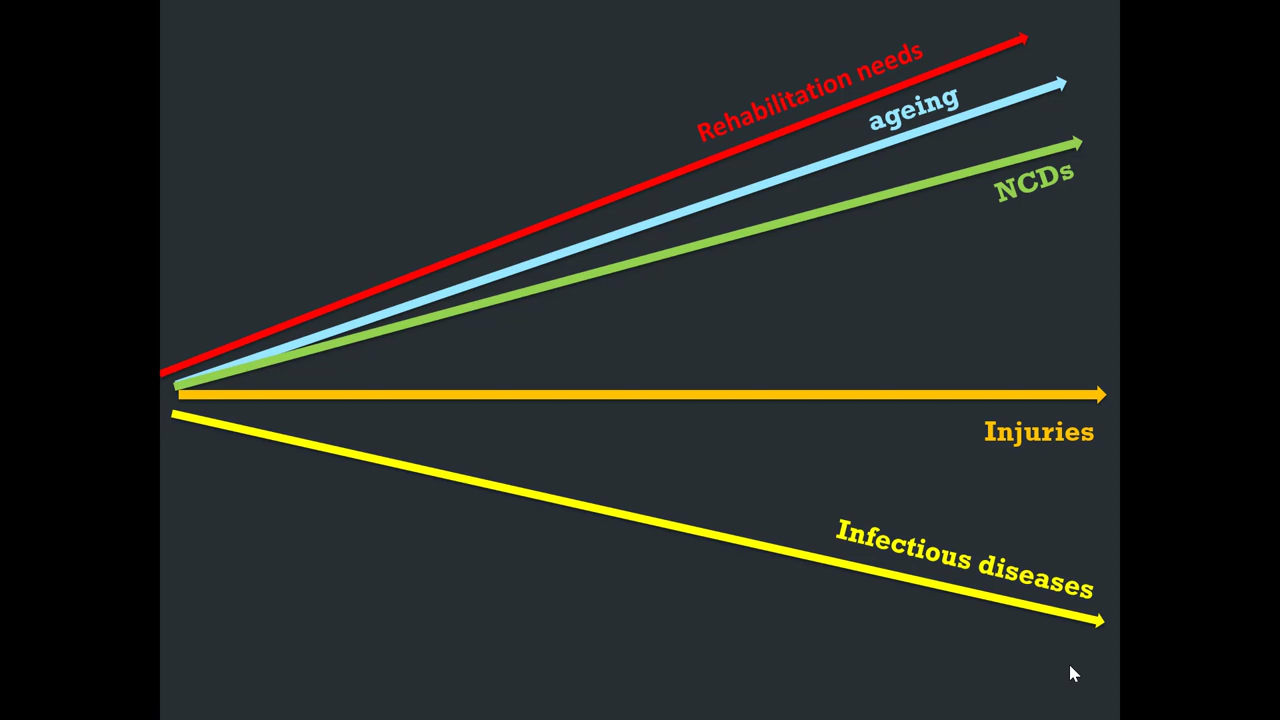 Rehabilitation needs
ageing
NCDs
Injuries
Infectious diseases